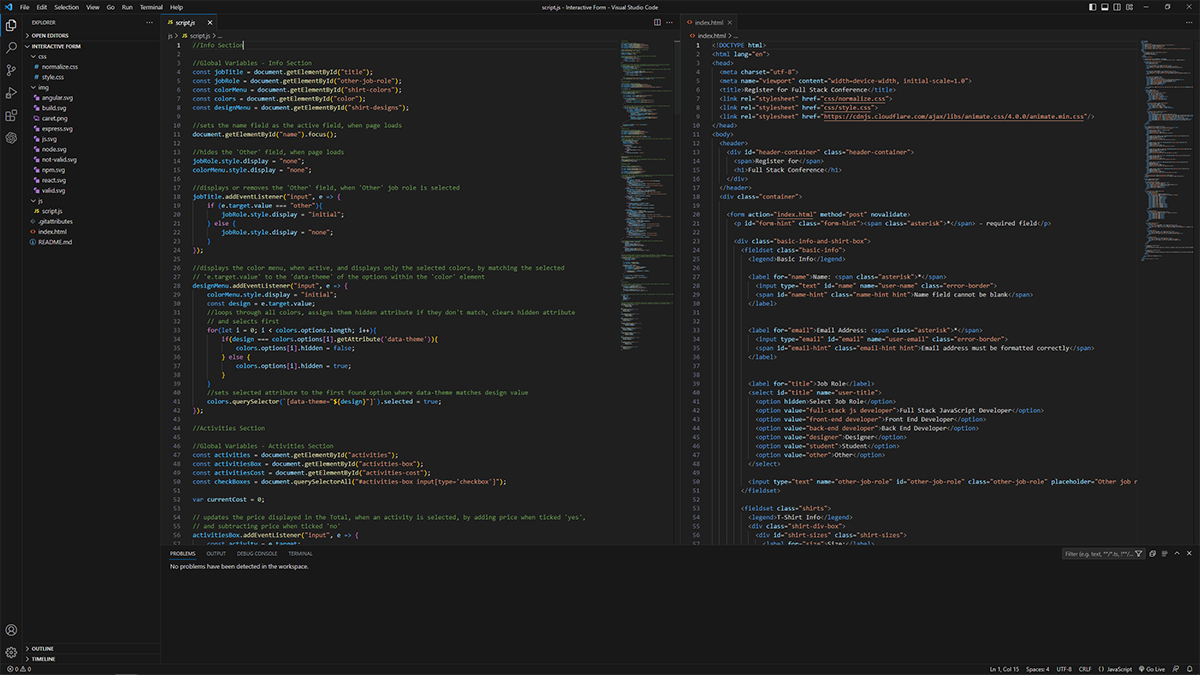 File Edit Selection View Go Run Terminal Help
script.js - Interactive Form - Visual Studio Code
EXPLORER
OPEN EDITORS
INTERACTIVE FORM
css
normalize.css
style.css
img
angular.svg
build.svg
caret.png
express.svg
js.svg
node.svg
not-valid.svg
npm.svg
react.svg
valid.svg
js
script.js
.gitattributes
index.html
README.md
OUTLINE
TIMELINE
JS script.js
js > JS script.js > ...
1 //Info Section
2
3 //Global Variables - Info Section
4 const jobTitle = document.getElementById("title");
5 const jobRole = document.getElementById("other-job-role");
6 const colorMenu = document.getElementById("shirt-colors");
7 const colors = document.getElementById("color");
8 const designMenu = document.getElementById("shirt-designs");
9
10 //sets the name field as the active field, when page loads
11 document.getElementById("name").focus();
12
13 //hides the 'Other' field, when page loads
14 jobRole.style.display = "none";
15 colorMenu.style.display = "none";
16
17 //displays or removes the 'Other' field, when 'Other' job role is selected
18 jobTitle.addEventListener("input", e => {
19 if (e.target.value === "other"){
20 jobRole.style.display = "initial";
21 } else {
22 jobRole.style.display = "none";
23 }
24 });
25
26 //displays the color menu, when active, and displays only the selected colors, by matching the selected
27 // 'e.target.value' to the 'data-theme' of the options within the 'color' element
28 designMenu.addEventListener("input", e => {
29 colorMenu.style.display = "initial";
30 const design = e.target.value;
31 //loops through all colors, assigns them hidden attribute if they don't match, clears hidden attribute
32 // and selects first
33 for(let i = 0; i < colors.options.length; i++){
34 if(design === colors.options[i].getAttribute('data-theme')){
35 colors.options[i].hidden = false;
36 } else {
37 colors.options[i].hidden = true;
38 }
39 }
40 //sets selected attribute to the first found option where data-theme matches design value
41 colors.querySelector(`[data-theme="${design}"]`).selected = true;
42 });
43
44 //Activities Section
45
46 //Global Variables - Activities Section
47 const activities = document.getElementById("activities");
48 const activitiesBox = document.getElementById("activities-box");
49 const activitiesCost = document.getElementById("activities-cost");
50 const checkBoxes = document.querySelectorAll("#activities-box input[type='checkbox']");
51
52 var currentCost = 0;
53
54 // updates the price displayed in the Total, when an activity is selected, by adding price when ticked 'yes',
55 // and subtracting price when ticked 'no'
56 activitiesBox.addEventListener("input", e => {
57 const activity = e.target;
index.html
index.html > ...
1 <!DOCTYPE html>
2 <html lang="en">
3 <head>
4 <meta charset="utf-8">
5 <meta name="viewport" content="width=device-width, initial-scale=1.0">
6 <title>Register for Full Stack Conference</title>
7 <link rel="stylesheet" href="css/normalize.css">
8 <link rel="stylesheet" href="css/style.css">
9 <link rel="stylesheet" href="https://cdnjs.cloudflare.com/ajax/libs/animate.css/4.0.0/animate.min.css"/>
10 </head>
11 <body>
12 <header>
13 <div id="header-container" class="header-container">
14 <span>Register for</span>
15 <h1>Full Stack Conference</h1>
16 </div>
17 </header>
18 <div class="container">
19
20 <form action="index.html" method="post" novalidate>
21 <p id="form-hint" class="form-hint"><span class="asterisk">*</span> - required field</p>
22
23 <div class="basic-info-and-shirt-box">
24 <fieldset class="basic-info">
25 <legend>Basic Info</legend>
26
27 <label for="name">Name: <span class="asterisk">*</span>
28 <input type="text" id="name" name="user-name" class="error-border">
29 <span id="name-hint" class="name-hint hint">Name field cannot be blank</span>
30 </label>
31
32
33 <label for="email">Email Address: <span class="asterisk">*</span>
34 <input type="email" id="email" name="user-email" class="error-border">
35 <span id="email-hint" class="email-hint hint">Email address must be formatted correctly</span>
36 </label>
37
38
39 <label for="title">Job Role</label>
40 <select id="title" name="user-title">
41 <option hidden>Select Job Role</option>
42 <option value="full-stack js developer">Full Stack JavaScript Developer</option>
43 <option value="front-end developer">Front End Developer</option>
44 <option value="back-end developer">Back End Developer</option>
45 <option value="designer">Designer</option>
46 <option value="student">Student</option>
47 <option value="other">Other</option>
48 </select>
49
50 <input type="text" name="other-job-role" id="other-job-role" class="other-job-role" placeholder="Other job r
51 </fieldset>
52
53 <fieldset class="shirts">
54 <legend>T-Shirt Info</legend>
55 <div class="shirt-div-box">
56 <div id="shirt-sizes" class="shirt-sizes">
57 <label for="size">Size:</label>
PROBLEMS OUTPUT DEBUG CONSOLE TERMINAL
Filter (e.g. text, **/*.ts, !**/...
No problems have been detected in the workspace.
0 0
Ln 1, Col 15 Spaces: 4 UTF-8 CRLF {} JavaScript Go Live